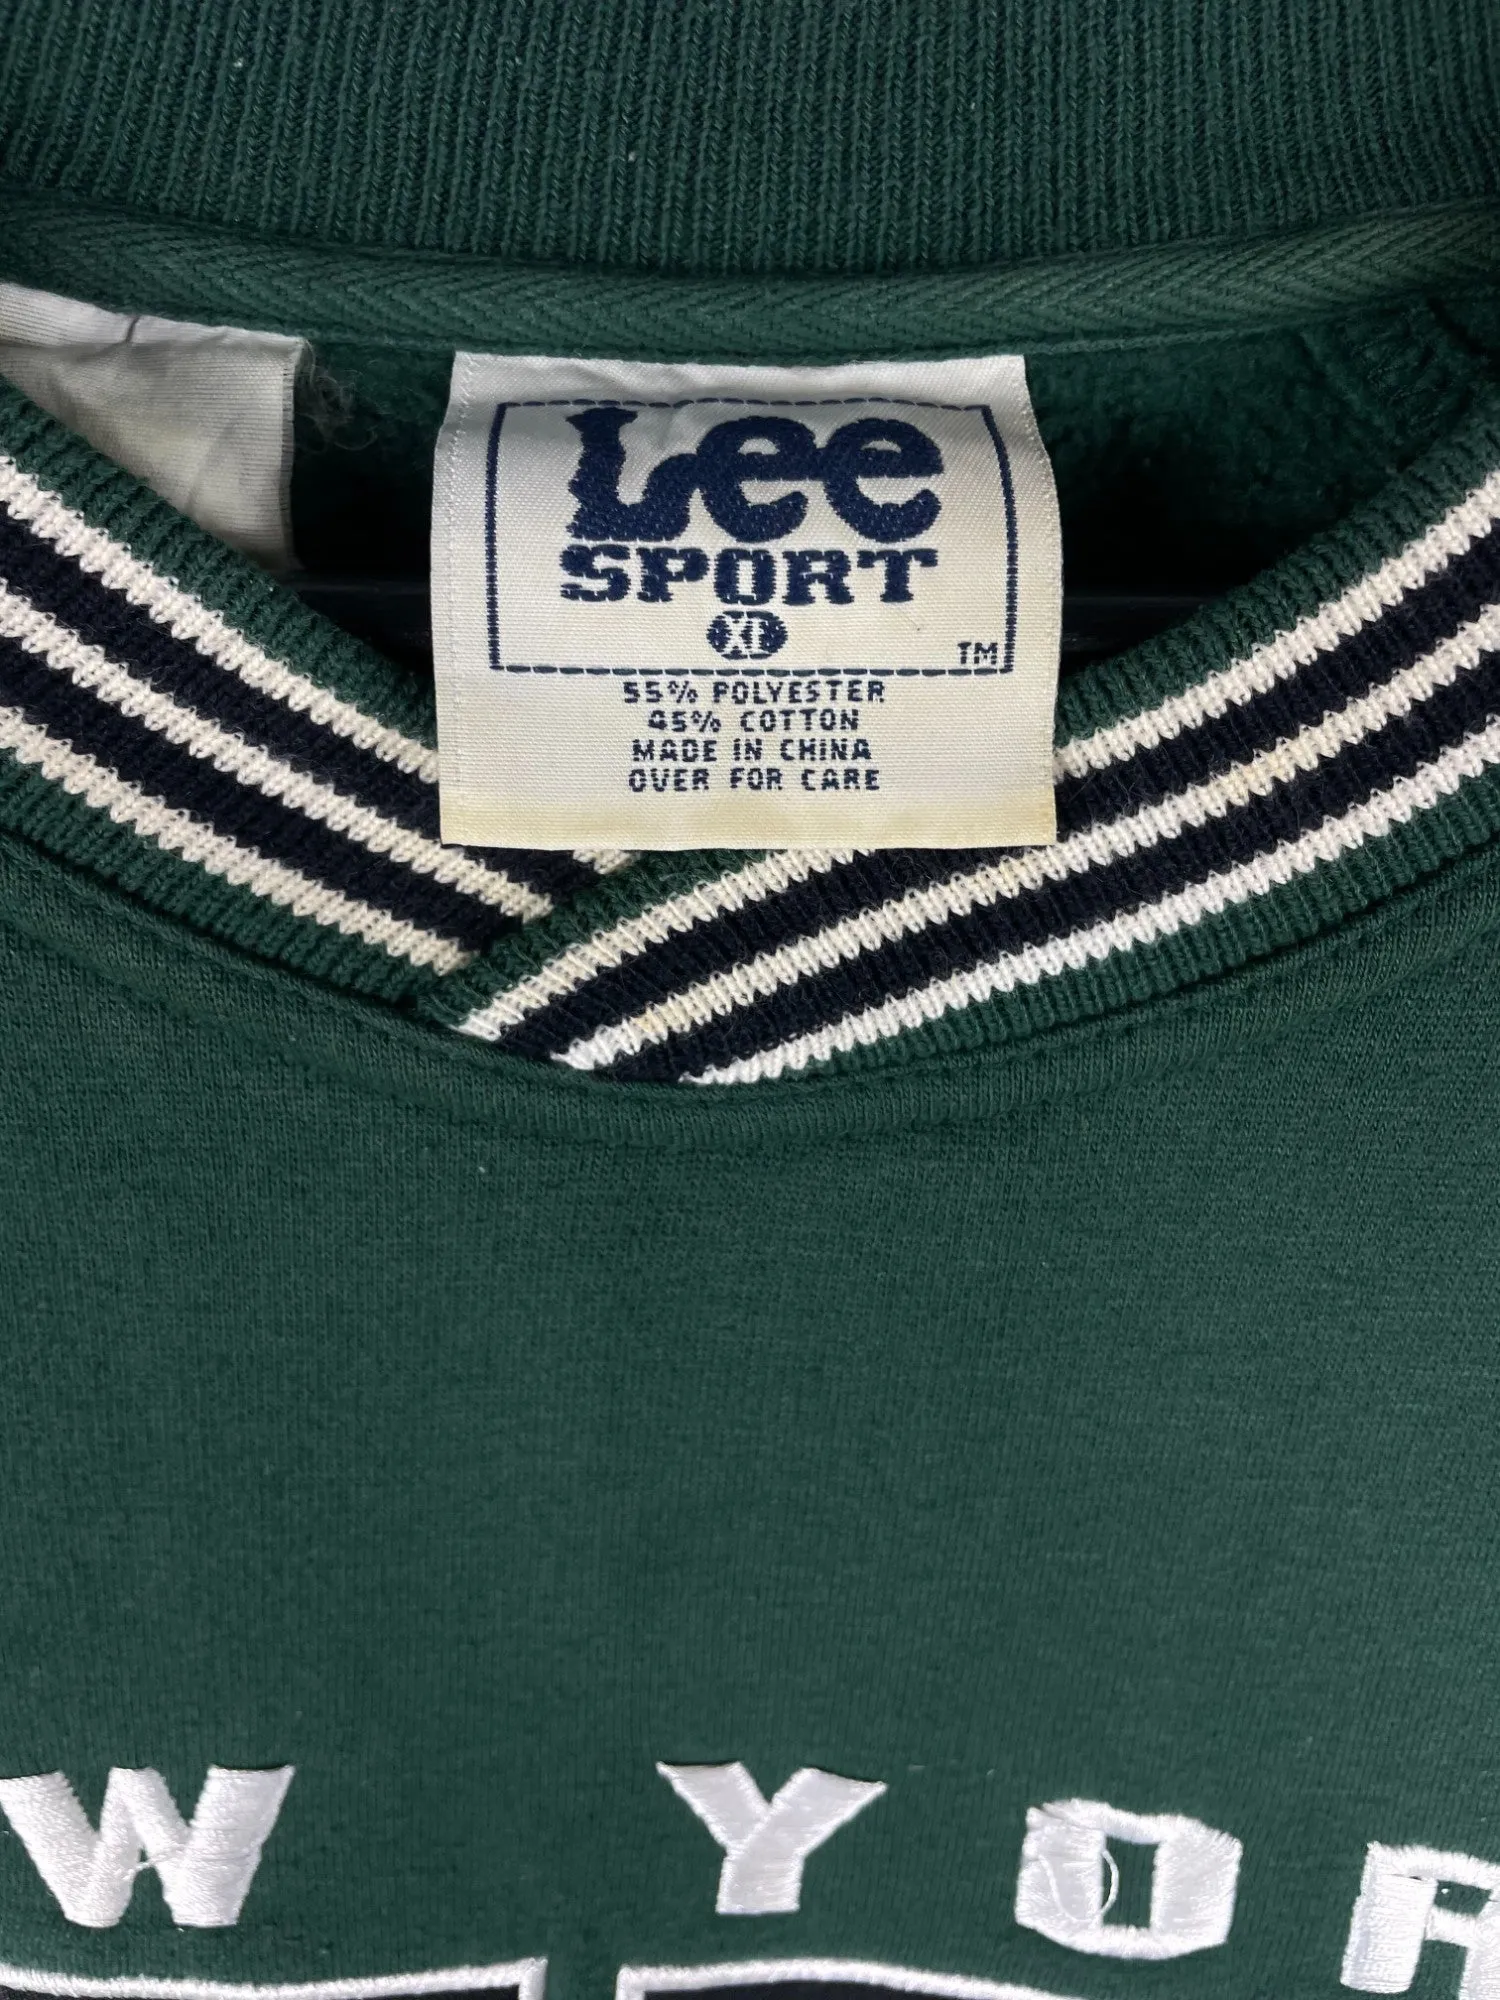 Lee
SPORT
XL
TM
55% POLYESTER
45% COTTON
MADE IN CHINA
OVER FOR CARE
W YOR